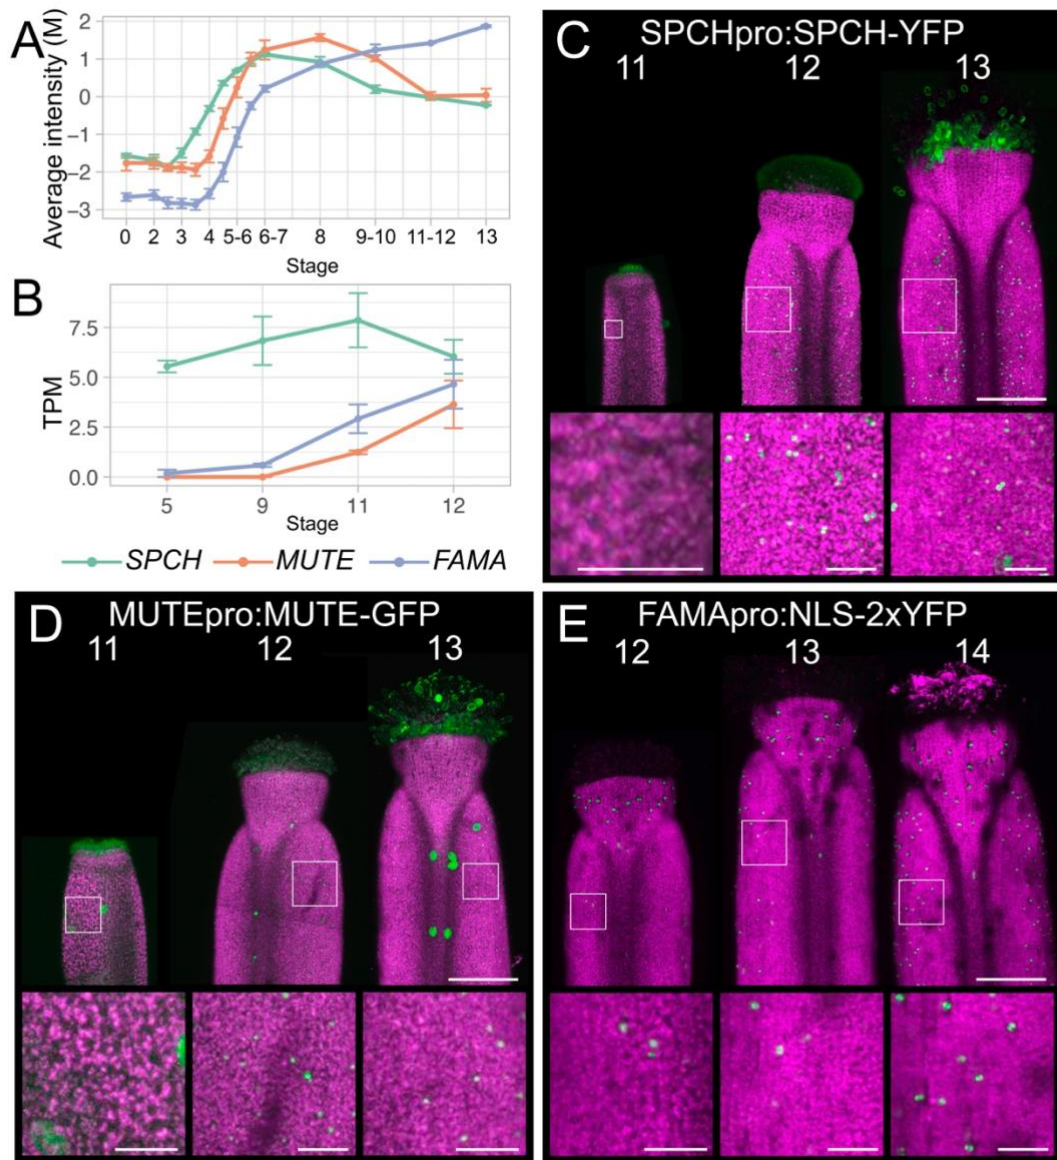 A
Average intensity (M)
2
1
0
−1
−2
−3
0 2 3 4 5-6 6-7 8 9-10 11-12 13
Stage
B
TPM
7.5
5.0
2.5
0.0
5 9 11 12
Stage
SPCH MUTE FAMA
C
SPCHpro:SPCH-YFP
11 12 13
D
MUTEpro:MUTE-GFP
11 12 13
E
FAMApro:NLS-2xYFP
12 13 14